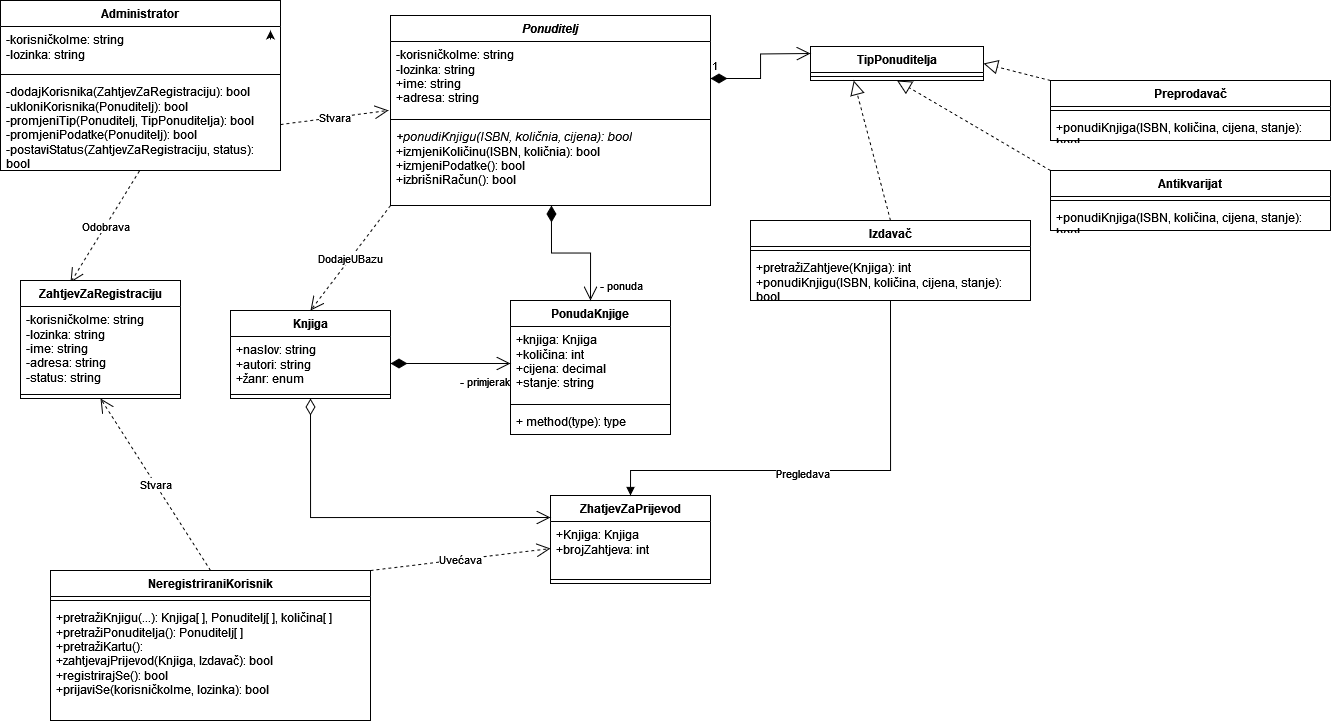 Administrator
-korisničkoIme: string
-lozinka: string
-dodajKorisnika(ZahtjevZaRegistraciju): bool
-ukloniKorisnika(Ponuditelj): bool
-promjeniTip(Ponuditelj, TipPonuditelja): bool
-promjeniPodatke(Ponuditelj): bool
-postaviStatus(ZahtjevZaRegistraciju, status):
bool
Stvara
Ponuditelj
-korisničkoIme: string
-lozinka: string
+ime: string
+adresa: string
+ponudiKnjigu(ISBN, količnia, cijena): bool
+izmjeniKoličinu(ISBN, količnia): bool
+izmjeniPodatke(): bool
+izbrišniRačun(): bool
1
TipPonuditelja
Preprodavač
+ponudiKnjiga(ISBN, količina, cijena, stanje):
bool
Antikvarijat
+ponudiKnjiga(ISBN, količina, cijena, stanje):
bool
Izdavač
+pretražiZahtjeve(Knjiga): int
+ponudiKnjigu(ISBN, količina, cijena, stanje):
bool
Odobrava
DodajeUBazu
- ponuda
ZahtjevZaRegistraciju
-korisničkoIme: string
-lozinka: string
-ime: string
-adresa: string
-status: string
Knjiga
+naslov: string
+autori: string
+žanr: enum
- primjerak
PonudaKnjige
+knjiga: Knjiga
+količina: int
+cijena: decimal
+stanje: string
+ method(type): type
Pregledava
Stvara
ZhatjevZaPrijevod
+Knjiga: Knjiga
+brojZahtjeva: int
Uvećava
NeregistriraniKorisnik
+pretražiKnjigu(...): Knjiga[ ], Ponuditelj[ ], količina[ ]
+pretražiPonuditelja(): Ponuditelj[ ]
+pretražiKartu():
+zahtjevajPrijevod(Knjiga, Izdavač): bool
+registrirajSe(): bool
+prijaviSe(korisničkoIme, lozinka): bool